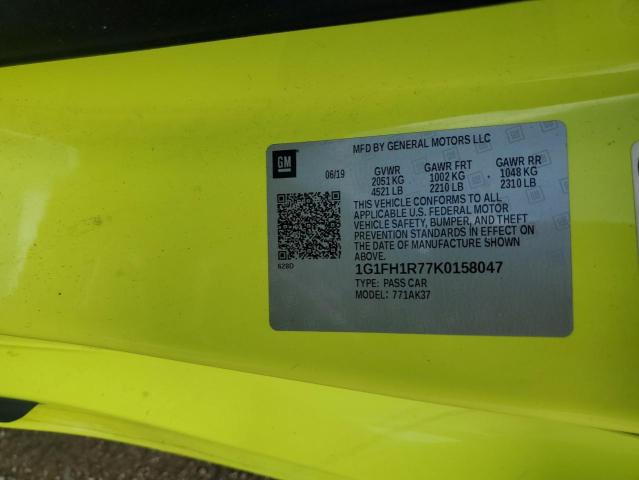 GM
MFD BY GENERAL MOTORS LLC
06/19 GVWR GAWR FRT GAWR RR
2051 KG 1002 KG 1048 KG
4521 LB 2210 LB 2310 LB
THIS VEHICLE CONFORMS TO ALL
APPLICABLE U.S. FEDERAL MOTOR
VEHICLE SAFETY, BUMPER, AND THEFT
PREVENTION STANDARDS IN EFFECT ON
THE DATE OF MANUFACTURE SHOWN
ABOVE.
628D
1G1FH1R77K0158047
TYPE: PASS CAR
MODEL: 771AK37